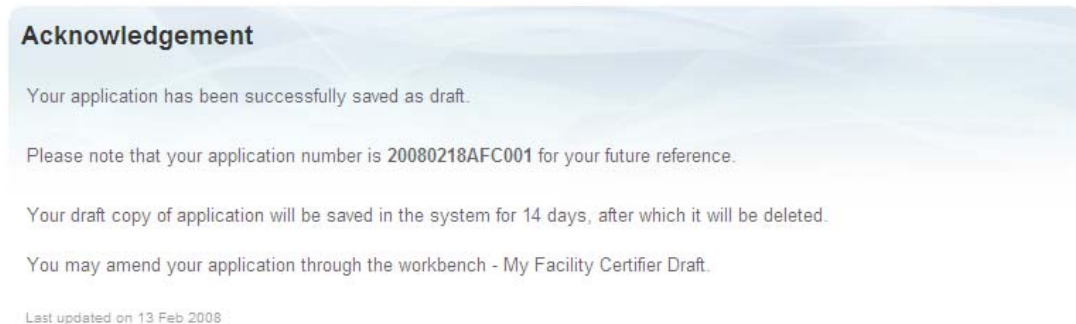 Acknowledgement
Your application has been successfully saved as draft.
Please note that your application number is 20080218AFC001 for your future reference.
Your draft copy of application will be saved in the system for 14 days, after which it will be deleted.
You may amend your application through the workbench - My Facility Certifier Draft.
Last updated on 13 Feb 2008